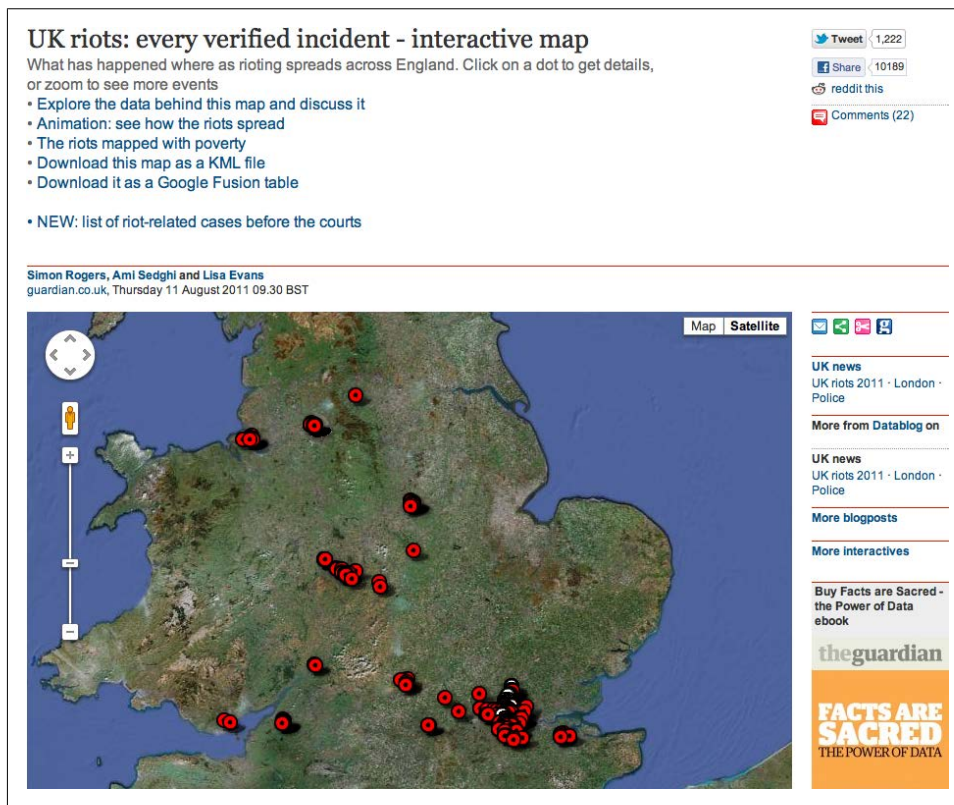 UK riots: every verified incident - interactive map
What has happened where as rioting spreads across England. Click on a dot to get details,
or zoom to see more events
• Explore the data behind this map and discuss it
• Animation: see how the riots spread
• The riots mapped with poverty
• Download this map as a KML file
• Download it as a Google Fusion table
• NEW: list of riot-related cases before the courts
Simon Rogers, Ami Sedghi and Lisa Evans
guardian.co.uk, Thursday 11 August 2011 09.30 BST
Tweet 1,222
Share 10189
reddit this
Comments (22)
Map Satellite
UK news
UK riots 2011 · London ·
Police
More from Datablog on
UK news
UK riots 2011 · London ·
Police
More blogposts
More interactives
Buy Facts are Sacred -
the Power of Data
ebook
theguardian
FACTS ARE
SACRED
THE POWER OF DATA